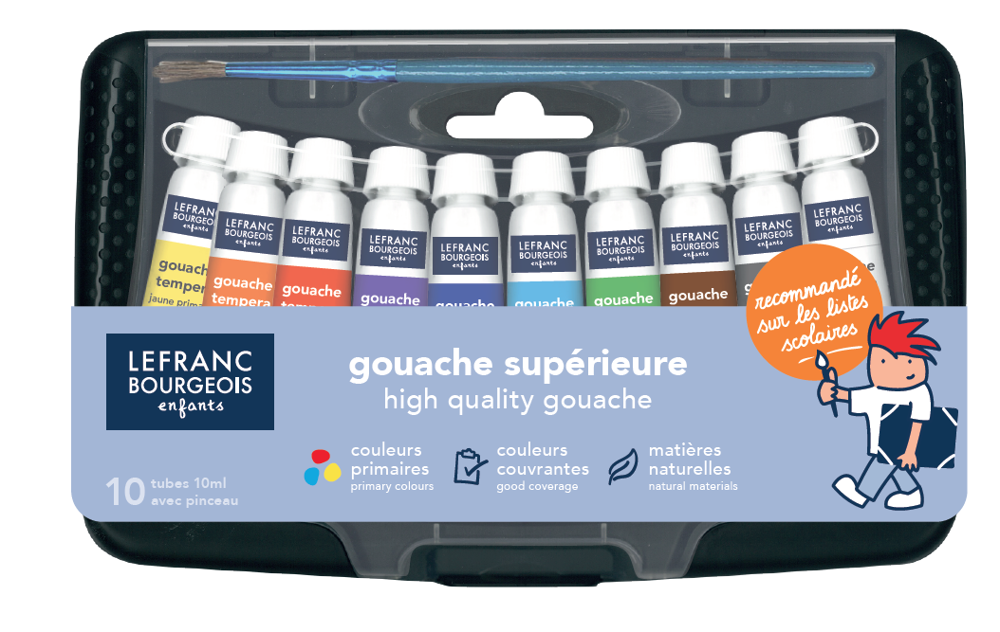 LEFRAN
BOURGEO
enfants
gouach
temper
jaune prim
LEFRANC
BOURGEOIS
enfants
gouache
tempera
LEFRANC
BOURGEOIS
enfants
gouache
LEFRANC
BOURGEOIS
enfants
gouache
LEFRANC
BOURGEOIS
enfants
gouache
LEFRANC
BOURGEOIS
enfants
gouache
LEFRANC
BOURGEOIS
enfants
gouache
LEFRANC
BOURGEOIS
enfants
gouache
LEFRANC
BOURGEOIS
enfants
LEFRANC
BOURGEOIS
enfants
recommandé
sur les listes
scolaires
LEFRANC
BOURGEOIS
enfants
gouache supérieure
high quality gouache
couleurs
primaires
primary colours
couleurs
couvrantes
good coverage
matières
naturelles
natural materials
10 tubes 10ml
avec pinceau